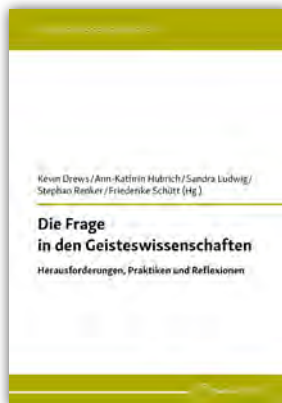 Kevin Drews/Ann-Kathrin Hubrich/Sandra Ludwig/
Stephan Renker/Friederike Schütt (Hg.)
Die Frage
in den Geisteswissenschaften
Herausforderungen, Praktiken und Reflexionen